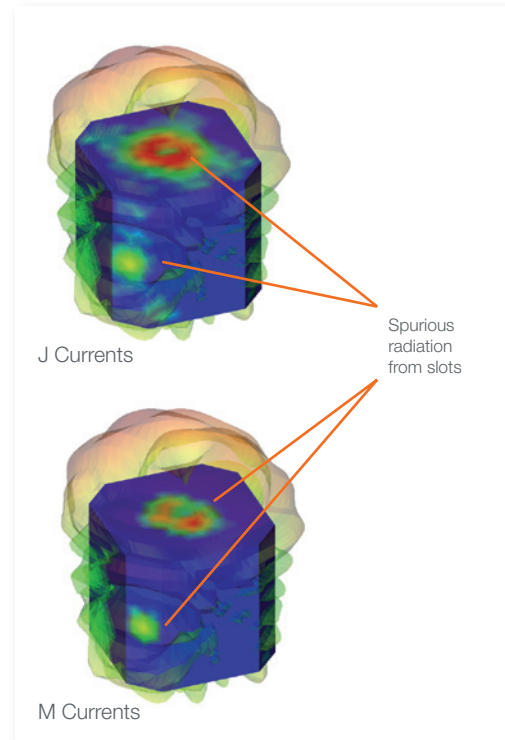 J Currents
Spurious
radiation
from slots
M Currents